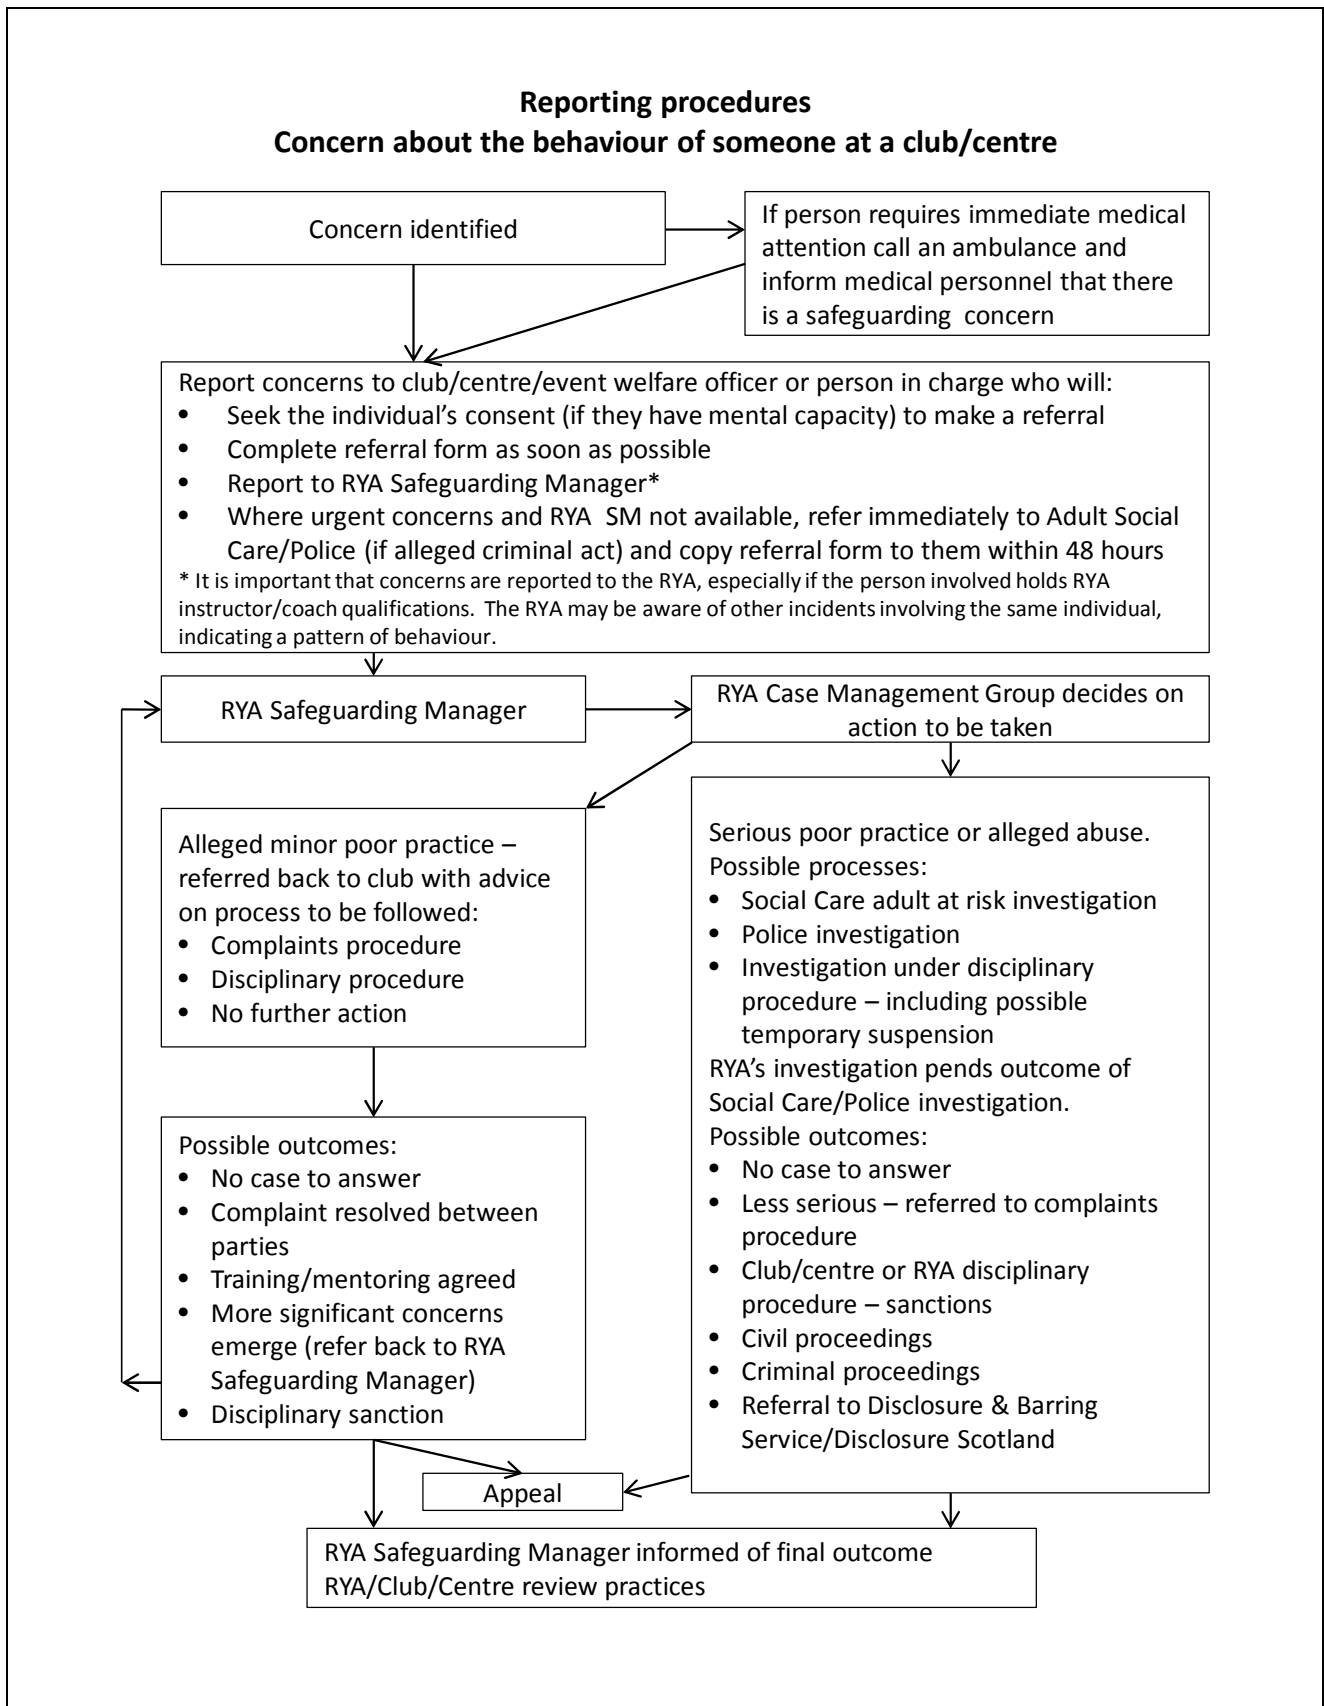 Reporting procedures
Concern about the behaviour of someone at a club/centre
Concern identified
If person requires immediate medical
attention call an ambulance and
inform medical personnel that there
is a safeguarding concern
Report concerns to club/centre/event welfare officer or person in charge who will:
• Seek the individual's consent (if they have mental capacity) to make a referral
• Complete referral form as soon as possible
• Report to RYA Safeguarding Manager*
• Where urgent concerns and RYA SM not available, refer immediately to Adult Social
Care/Police (if alleged criminal act) and copy referral form to them within 48 hours
* It is important that concerns are reported to the RYA, especially if the person involved holds RYA
instructor/coach qualifications. The RYA may be aware of other incidents involving the same individual,
indicating a pattern of behaviour.
RYA Safeguarding Manager
RYA Case Management Group decides on
action to be taken
Alleged minor poor practice –
referred back to club with advice
on process to be followed:
• Complaints procedure
• Disciplinary procedure
• No further action
Possible outcomes:
• No case to answer
• Complaint resolved between
parties
• Training/mentoring agreed
• More significant concerns
emerge (refer back to RYA
Safeguarding Manager)
• Disciplinary sanction
Serious poor practice or alleged abuse.
Possible processes:
• Social Care adult at risk investigation
• Police investigation
• Investigation under disciplinary
procedure – including possible
temporary suspension
RYA's investigation pends outcome of
Social Care/Police investigation.
Possible outcomes:
• No case to answer
• Less serious – referred to complaints
procedure
• Club/centre or RYA disciplinary
procedure – sanctions
• Civil proceedings
• Criminal proceedings
• Referral to Disclosure & Barring
Service/Disclosure Scotland
Appeal
RYA Safeguarding Manager informed of final outcome
RYA/Club/Centre review practices